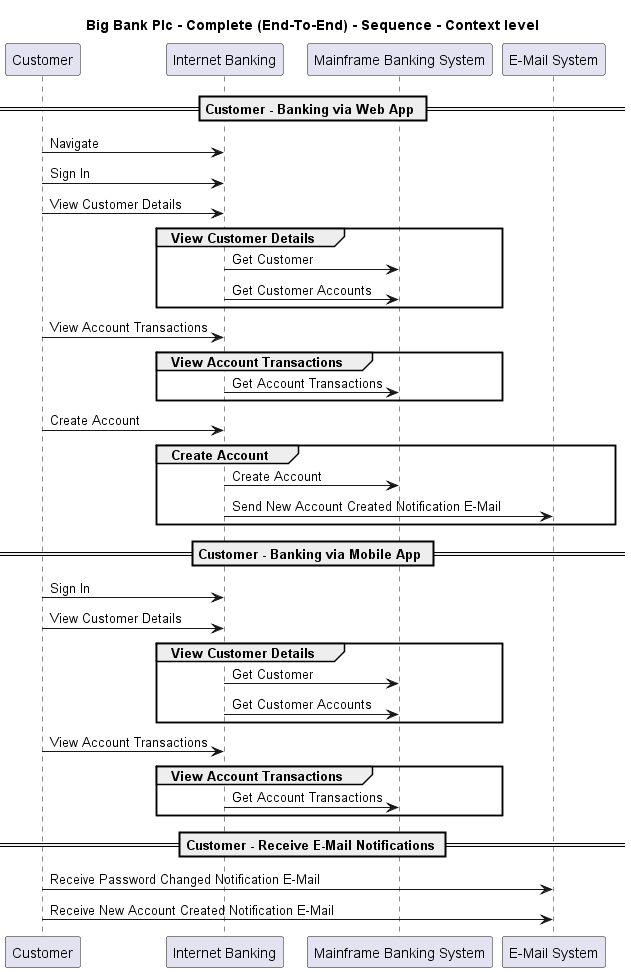 Big Bank Plc - Complete (End-To-End) - Sequence - Context level
Customer
Internet Banking
Mainframe Banking System
E-Mail System
Customer - Banking via Web App
Navigate
Sign In
View Customer Details
View Customer Details
Get Customer
Get Customer Accounts
View Account Transactions
View Account Transactions
Get Account Transactions
Create Account
Create Account
Create Account
Send New Account Created Notification E-Mail
Customer - Banking via Mobile App
Sign In
View Customer Details
View Customer Details
Get Customer
Get Customer Accounts
View Account Transactions
View Account Transactions
Get Account Transactions
Customer - Receive E-Mail Notifications
Receive Password Changed Notification E-Mail
Receive New Account Created Notification E-Mail
Customer
Internet Banking
Mainframe Banking System
E-Mail System